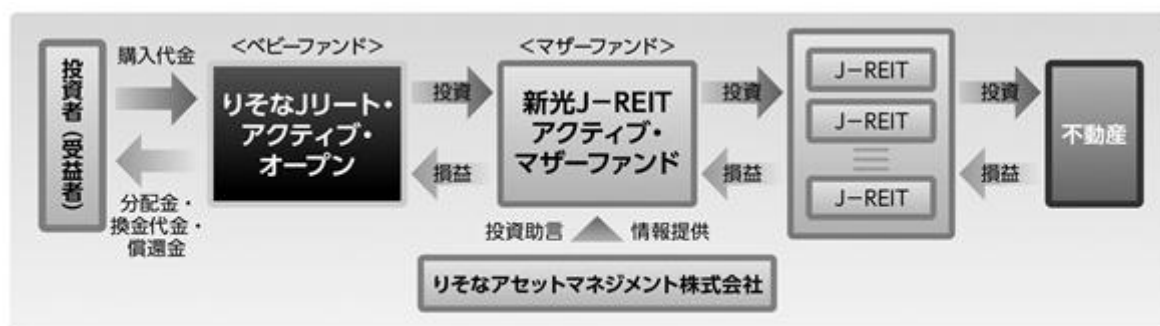 投資者（受益者）
購入代金
分配金・
換金代金・
償還金
＜ベビーファンド＞
りそなJリート・
アクティブ・
オープン
投資
損益
＜マザーファンド＞
新光J－REIT
アクティブ・
マザーファンド
投資助言
情報提供
りそなアセットマネジメント株式会社
投資
損益
J－REIT
J－REIT
J－REIT
投資
損益
不動産